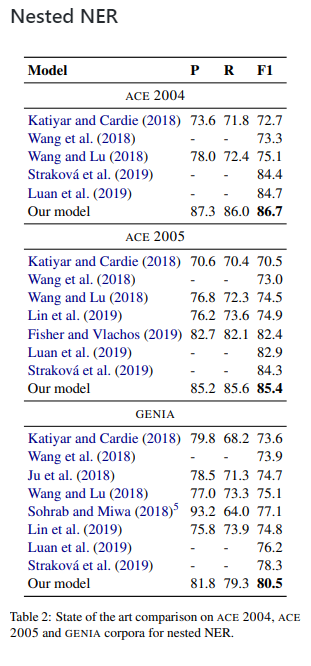 Nested NER
Model P R F1
ACE 2004
Katiyar and Cardie (2018) 73.6 71.8 72.7
Wang et al. (2018) - - 73.3
Wang and Lu (2018) 78.0 72.4 75.1
Straková et al. (2019) - - 84.4
Luan et al. (2019) - - 84.7
Our model 87.3 86.0 86.7
ACE 2005
Katiyar and Cardie (2018) 70.6 70.4 70.5
Wang et al. (2018) - - 73.0
Wang and Lu (2018) 76.8 72.3 74.5
Lin et al. (2019) 76.2 73.6 74.9
Fisher and Vlachos (2019) 82.7 82.1 82.4
Luan et al. (2019) - - 82.9
Straková et al. (2019) - - 84.3
Our model 85.2 85.6 85.4
GENIA
Katiyar and Cardie (2018) 79.8 68.2 73.6
Wang et al. (2018) - - 73.9
Ju et al. (2018) 78.5 71.3 74.7
Wang and Lu (2018) 77.0 73.3 75.1
Sohrab and Miwa (2018)5 93.2 64.0 77.1
Lin et al. (2019) 75.8 73.9 74.8
Luan et al. (2019) - - 76.2
Straková et al. (2019) - - 78.3
Our model 81.8 79.3 80.5
Table 2: State of the art comparison on ACE 2004, ACE
2005 and GENIA corpora for nested NER.